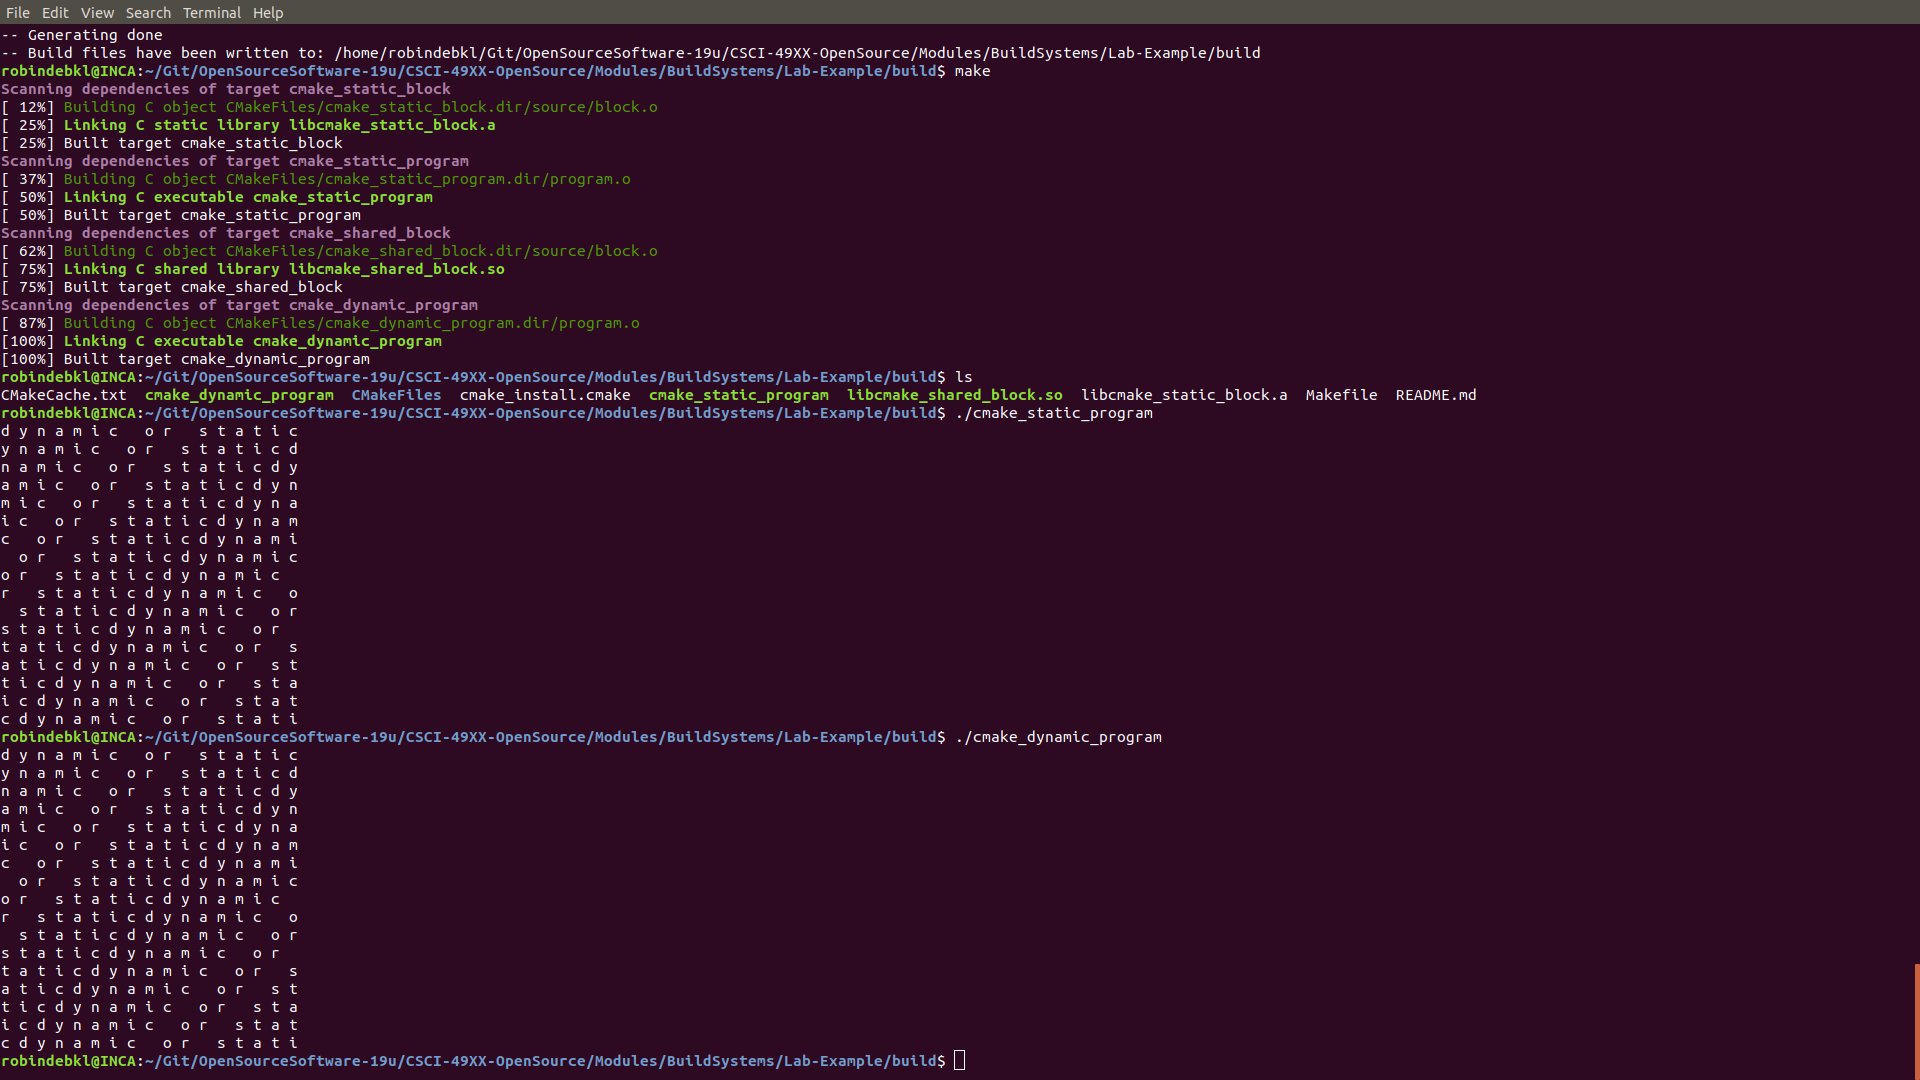 File Edit View Search Terminal Help
-- Generating done
-- Build files have been written to: /home/robindebkl/Git/OpenSourceSoftware-19u/CSCI-49XX-OpenSource/Modules/BuildSystems/Lab-Example/build
robindebkl@INCA:~/Git/OpenSourceSoftware-19u/CSCI-49XX-OpenSource/Modules/BuildSystems/Lab-Example/build$ make
Scanning dependencies of target cmake_static_block
[ 12%] Building C object CMakeFiles/cmake_static_block.dir/source/block.o
[ 25%] Linking C static library libcmake_static_block.a
[ 25%] Built target cmake_static_block
Scanning dependencies of target cmake_static_program
[ 37%] Building C object CMakeFiles/cmake_static_program.dir/program.o
[ 50%] Linking C executable cmake_static_program
[ 50%] Built target cmake_static_program
Scanning dependencies of target cmake_shared_block
[ 62%] Building C object CMakeFiles/cmake_shared_block.dir/source/block.o
[ 75%] Linking C shared library libcmake_shared_block.so
[ 75%] Built target cmake_shared_block
Scanning dependencies of target cmake_dynamic_program
[ 87%] Building C object CMakeFiles/cmake_dynamic_program.dir/program.o
[100%] Linking C executable cmake_dynamic_program
[100%] Built target cmake_dynamic_program
robindebkl@INCA:~/Git/OpenSourceSoftware-19u/CSCI-49XX-OpenSource/Modules/BuildSystems/Lab-Example/build$ ls
CMakeCache.txt  cmake_dynamic_program  CMakeFiles  cmake_install.cmake  cmake_static_program  libcmake_shared_block.so  libcmake_static_block.a  Makefile  README.md
robindebkl@INCA:~/Git/OpenSourceSoftware-19u/CSCI-49XX-OpenSource/Modules/BuildSystems/Lab-Example/build$ ./cmake_static_program
d y n a m i c   o r   s t a t i c
y n a m i c   o r   s t a t i c d
n a m i c   o r   s t a t i c d y
a m i c   o r   s t a t i c d y n
m i c   o r   s t a t i c d y n a
i c   o r   s t a t i c d y n a m
c   o r   s t a t i c d y n a m i
  o r   s t a t i c d y n a m i c
o r   s t a t i c d y n a m i c
r   s t a t i c d y n a m i c   o
  s t a t i c d y n a m i c   o r
s t a t i c d y n a m i c   o r
t a t i c d y n a m i c   o r   s
a t i c d y n a m i c   o r   s t
t i c d y n a m i c   o r   s t a
i c d y n a m i c   o r   s t a t
c d y n a m i c   o r   s t a t i
robindebkl@INCA:~/Git/OpenSourceSoftware-19u/CSCI-49XX-OpenSource/Modules/BuildSystems/Lab-Example/build$ ./cmake_dynamic_program
d y n a m i c   o r   s t a t i c
y n a m i c   o r   s t a t i c d
n a m i c   o r   s t a t i c d y
a m i c   o r   s t a t i c d y n
m i c   o r   s t a t i c d y n a
i c   o r   s t a t i c d y n a m
c   o r   s t a t i c d y n a m i
  o r   s t a t i c d y n a m i c
o r   s t a t i c d y n a m i c
r   s t a t i c d y n a m i c   o
  s t a t i c d y n a m i c   o r
s t a t i c d y n a m i c   o r
t a t i c d y n a m i c   o r   s
a t i c d y n a m i c   o r   s t
t i c d y n a m i c   o r   s t a
i c d y n a m i c   o r   s t a t
c d y n a m i c   o r   s t a t i
robindebkl@INCA:~/Git/OpenSourceSoftware-19u/CSCI-49XX-OpenSource/Modules/BuildSystems/Lab-Example/build$